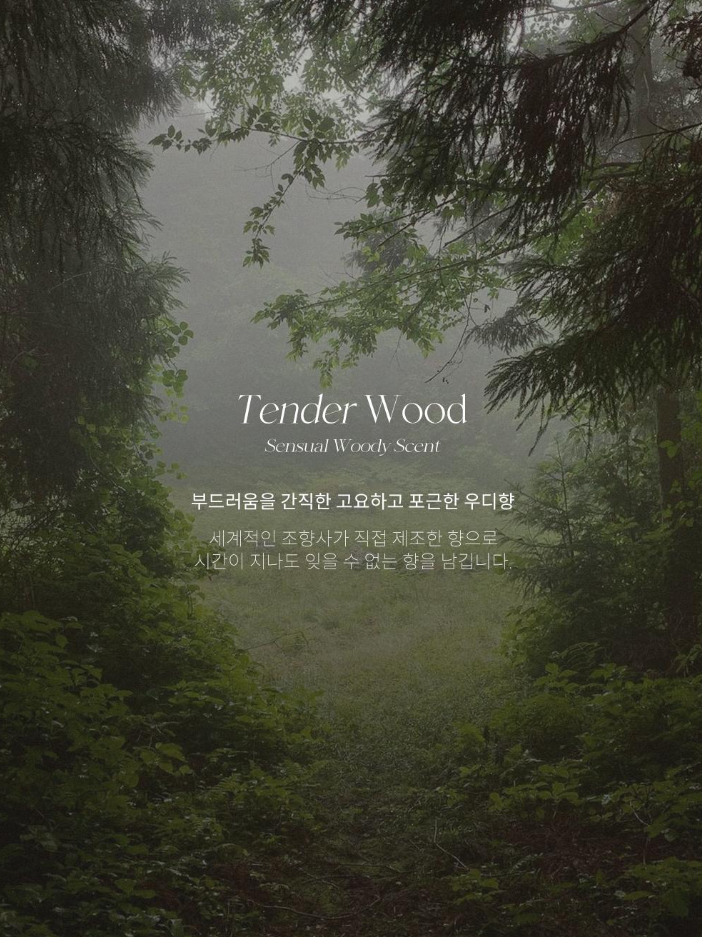 Tender Wood
Sensual Woody Scent
부드러움을 간직한 고요하고 포근한 우디향
세계적인 조향사가 직접 제조한 향으로
시간이 지나도 잊을 수 없는 향을 남깁니다.